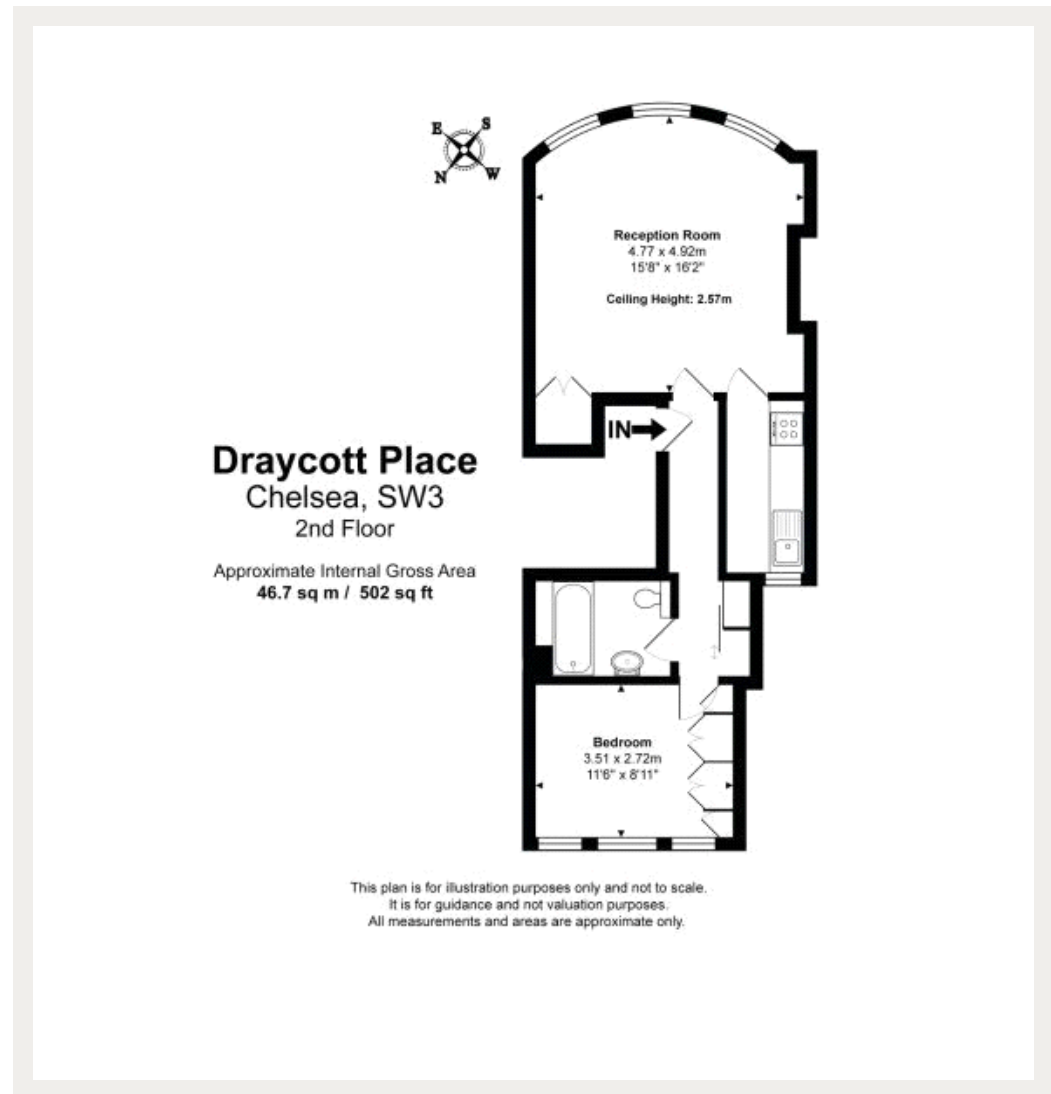 E S
N W
Reception Room
4.77 x 4.92m
15'8" x 16'2"
Ceiling Height: 2.57m
IN
Draycott Place
Chelsea, SW3
2nd Floor
Approximate Internal Gross Area
46.7 sq m / 502 sq ft
Bedroom
3.51 x 2.72m
11'6" x 8'11"
This plan is for illustration purposes only and not to scale.
It is for guidance and not valuation purposes.
All measurements and areas are approximate only.